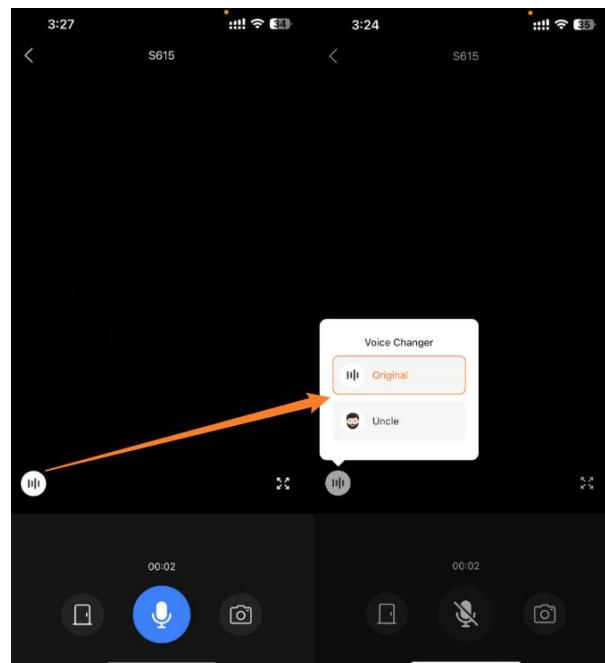 3:27
34
S615
00:02
3:24
35
S615
Voice Changer
Original
Uncle
00:02